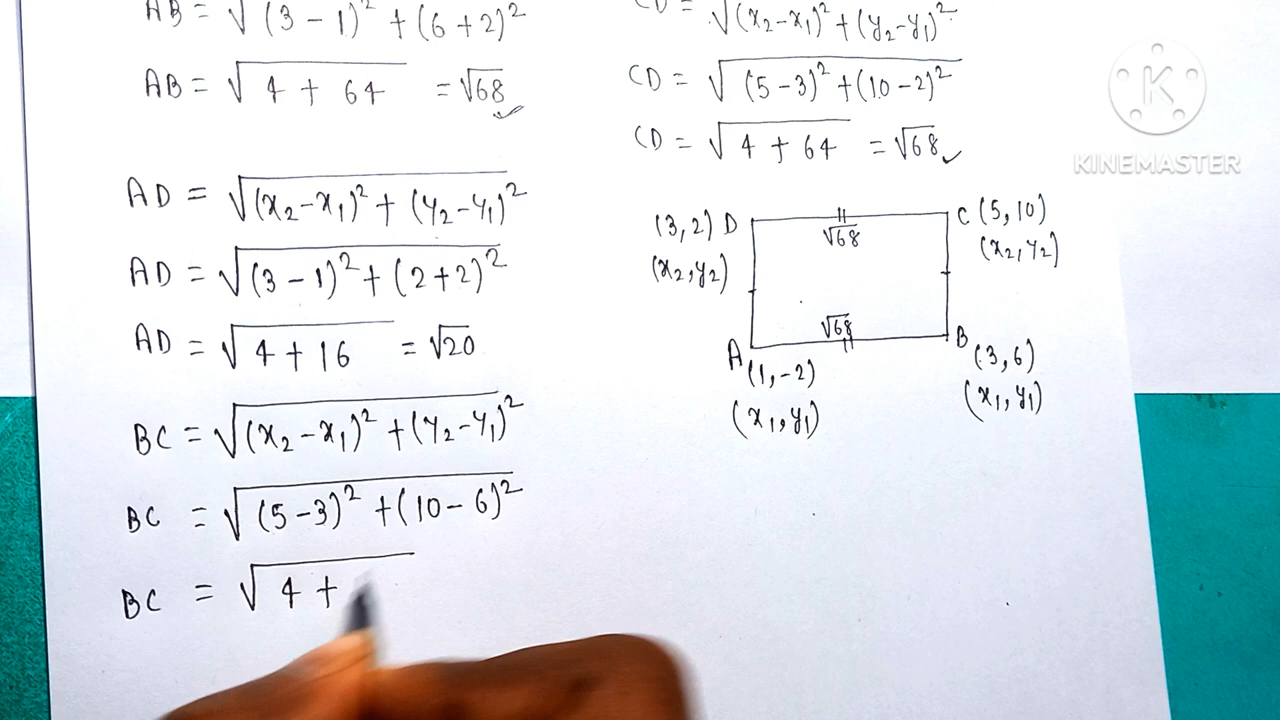 AB = √(3 - 1)² + (6 + 2)²
AB = √4 + 64 = √68
AD = √(x₂ - x₁)² + (y₂ - y₁)²
AD = √(3 - 1)² + (2 + 2)²
AD = √4 + 16 = √20
BC = √(x₂ - x₁)² + (y₂ - y₁)²
BC = √(5 - 3)² + (10 - 6)²
BC = √4 +
CD = √(x₂ - x₁)² + (y₂ - y₁)²
CD = √(5 - 3)² + (10 - 2)²
CD = √4 + 64 = √68
(3, 2) D
(x₂, y₂)
√68
C (5, 10)
(x₂, y₂)
√68
A (1, -2)
(x₁, y₁)
B (3, 6)
(x₁, y₁)
K
KINEMASTER